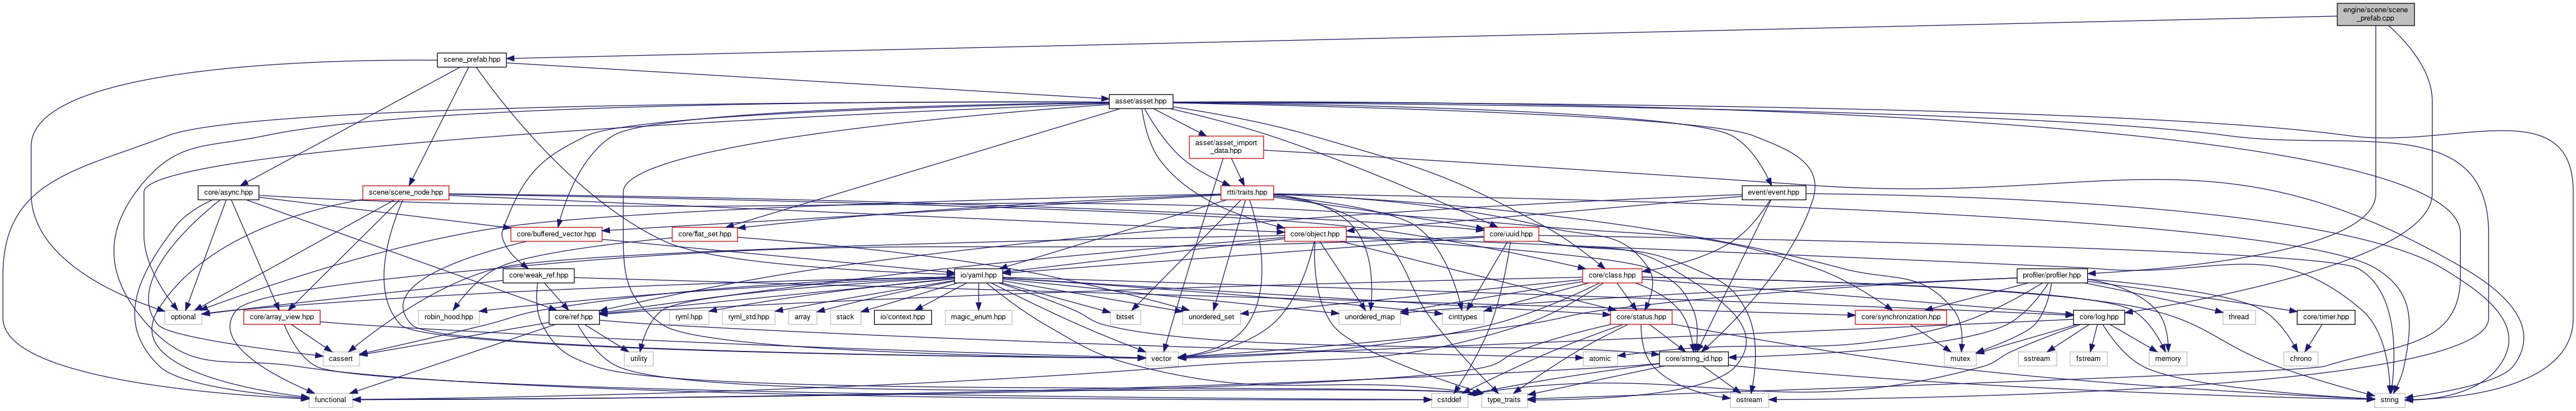 engine/scene/scene
_prefab.cpp
scene_prefab.hpp
asset/asset.hpp
asset/asset_import
_data.hpp
core/async.hpp
scene/scene_node.hpp
rtti/traits.hpp
event/event.hpp
core/buffered_vector.hpp
core/flat_set.hpp
core/object.hpp
core/uuid.hpp
core/weak_ref.hpp
io/yaml.hpp
core/class.hpp
profiler/profiler.hpp
optional
core/array_view.hpp
robin_hood.hpp
core/ref.hpp
ryml.hpp
ryml_std.hpp
array
stack
io/context.hpp
magic_enum.hpp
bitset
unordered_set
unordered_map
cinttypes
core/status.hpp
core/synchronization.hpp
core/log.hpp
thread
core/timer.hpp
cassert
utility
vector
atomic
core/string_id.hpp
mutex
sstream
fstream
memory
chrono
functional
cstddef
type_traits
ostream
string